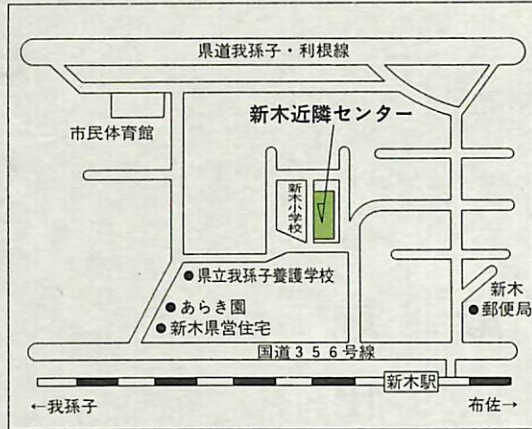 県道我孫子・利根線
新木近隣センター
市民体育館
新木小学校
県立我孫子養護学校
あらき園
新木県営住宅
新木
郵便局
国道356号線
新木駅
←我孫子
布佐→